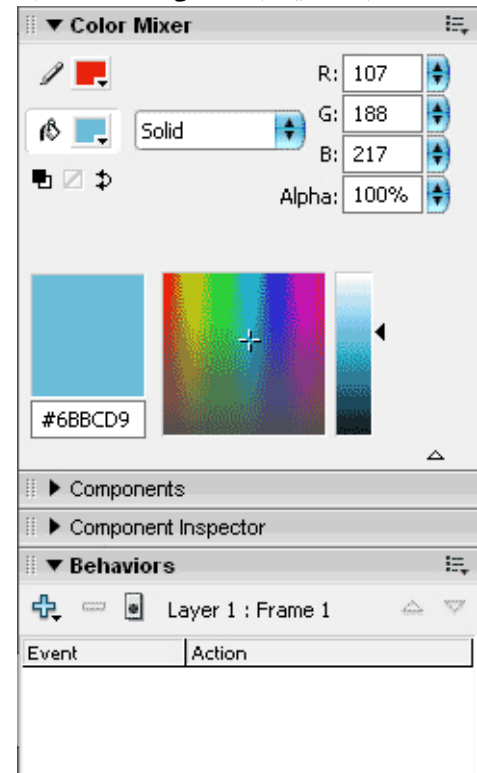 Color Mixer
R: 107
Solid
G: 188
B: 217
Alpha: 100%
#6BBCD9
Components
Component Inspector
Behaviors
Layer 1 : Frame 1
Event Action